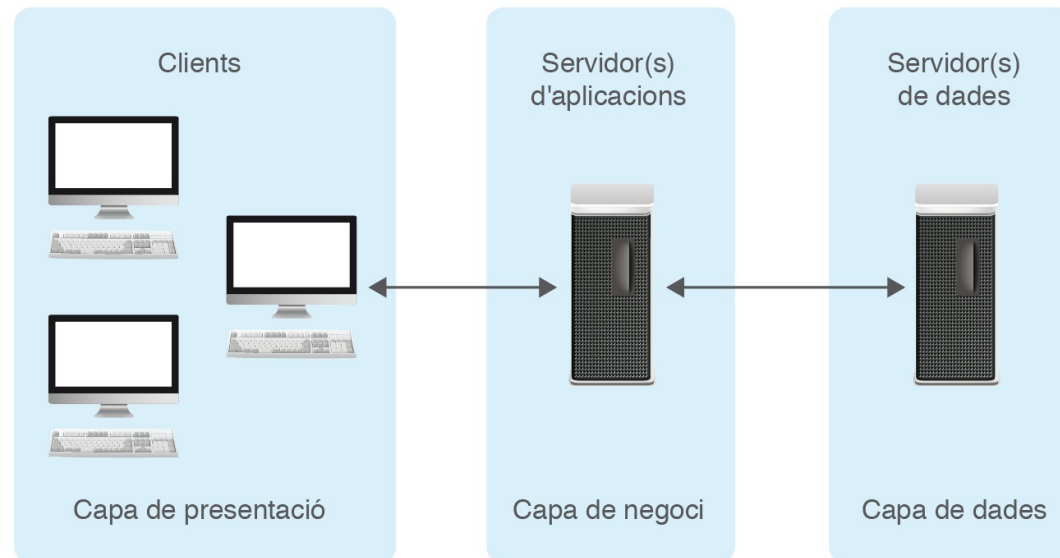 Clients
Servidor(s)
d'aplicacions
Servidor(s)
de dades
Capa de presentació
Capa de negoci
Capa de dades